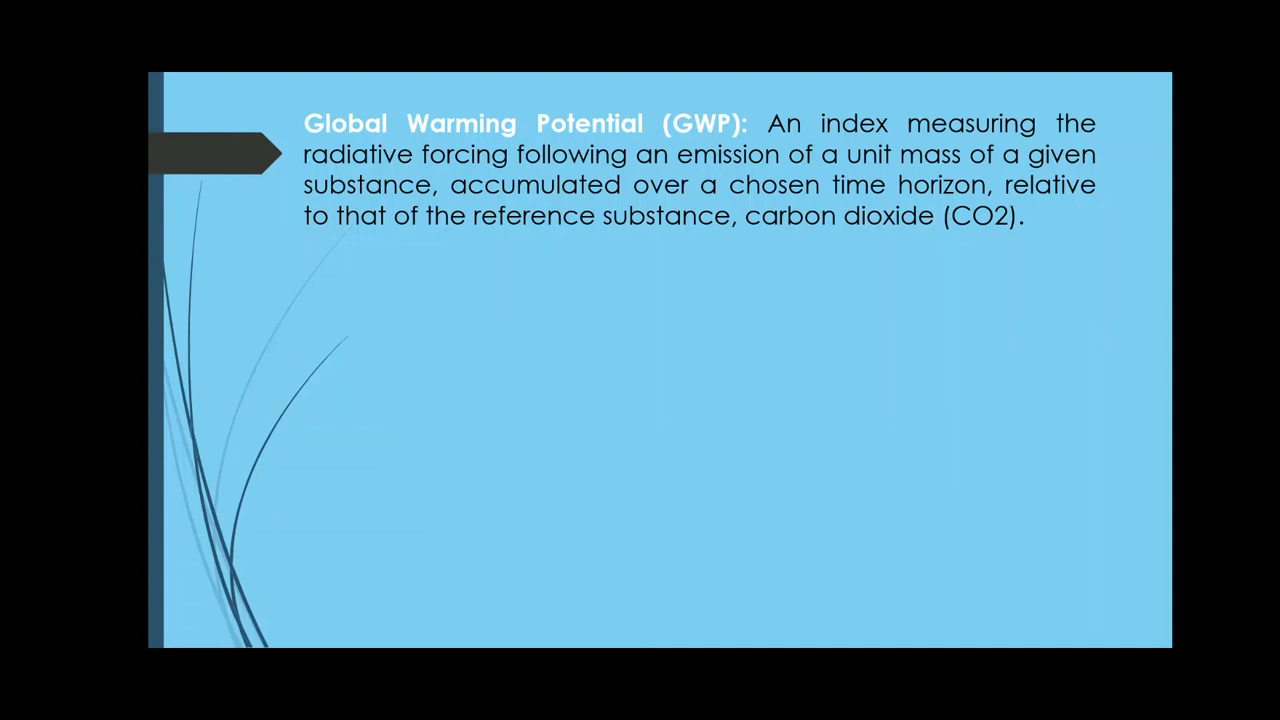 Global Warming Potential (GWP): An index measuring the
radiative forcing following an emission of a unit mass of a given
substance, accumulated over a chosen time horizon, relative
to that of the reference substance, carbon dioxide (CO2).